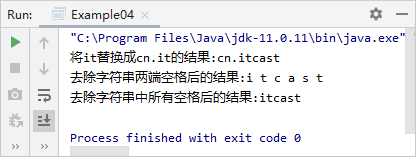 Run: Example04
"C:\Program Files\Java\jdk-11.0.11\bin\java.exe"
将it替换成cn.it的结果:cn.itcast
去除字符串两端空格后的结果:i t c a s t
去除字符串中所有空格后的结果:itcast
Process finished with exit code 0